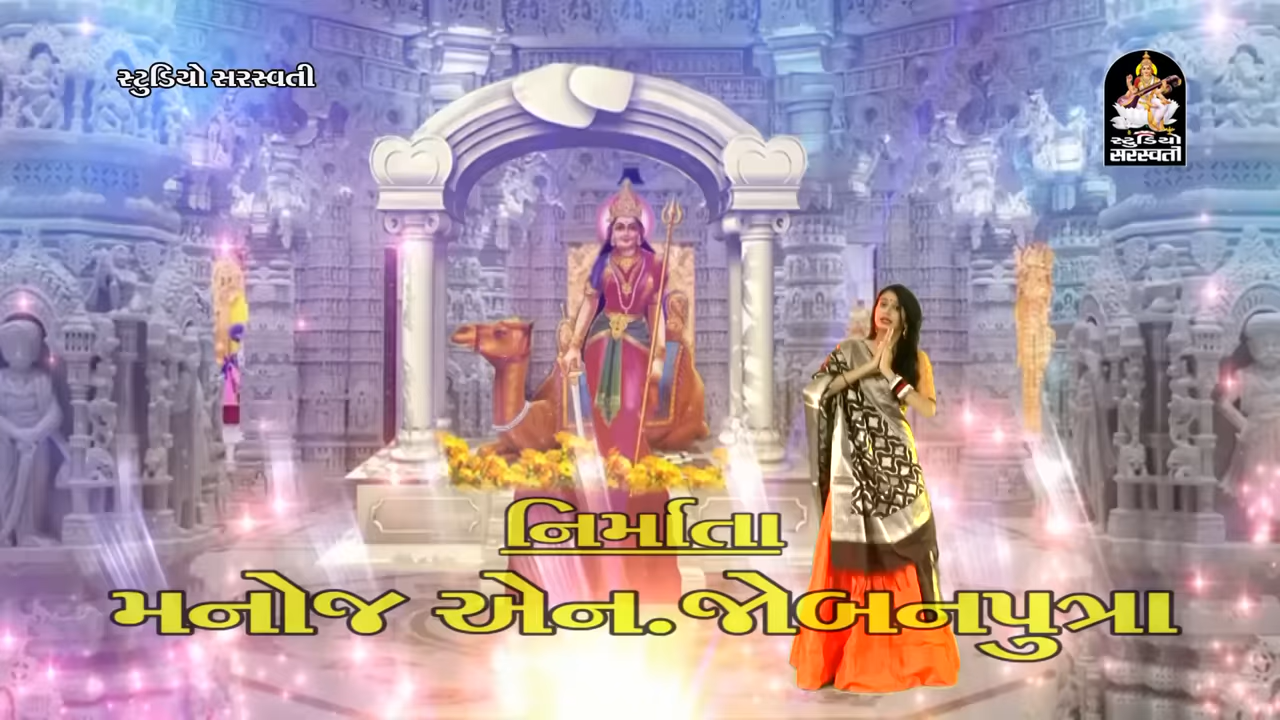 સ્ટુડિયો સરસ્વતી
સ્ટુડિયો
સરસ્વતી
નિર્માતા
મનોજ એન.જોબનપુત્રા